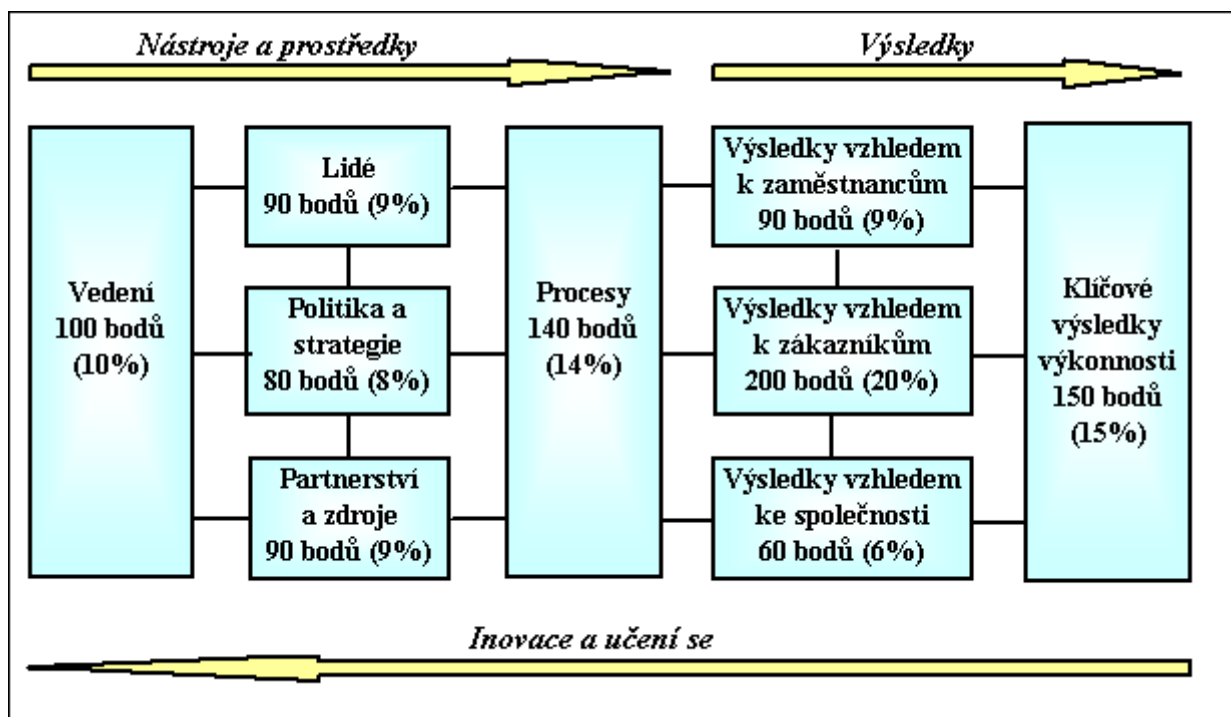 Nástroje a prostředky
Výsledky
Vedení
100 bodů
(10%)
Lidé
90 bodů (9%)
Politika a
strategie
80 bodů (8%)
Partnerství
a zdroje
90 bodů (9%)
Procesy
140 bodů
(14%)
Výsledky vzhledem
k zaměstnancům
90 bodů (9%)
Výsledky vzhledem
k zákazníkům
200 bodů (20%)
Výsledky vzhledem
ke společnosti
60 bodů (6%)
Klíčové
výsledky
výkonnosti
150 bodů
(15%)
Inovace a učení se